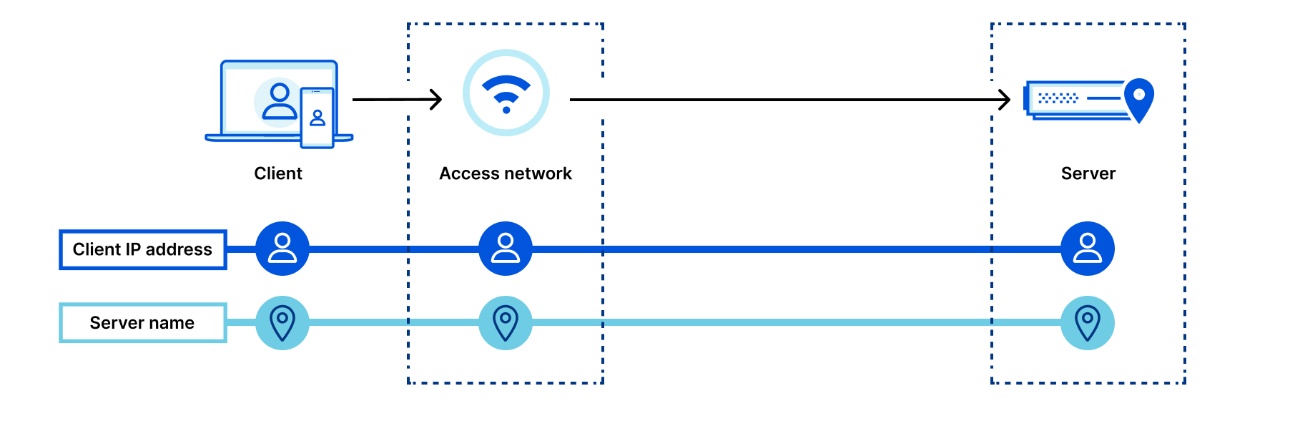 Client
Access network
Server
Client IP address
Server name